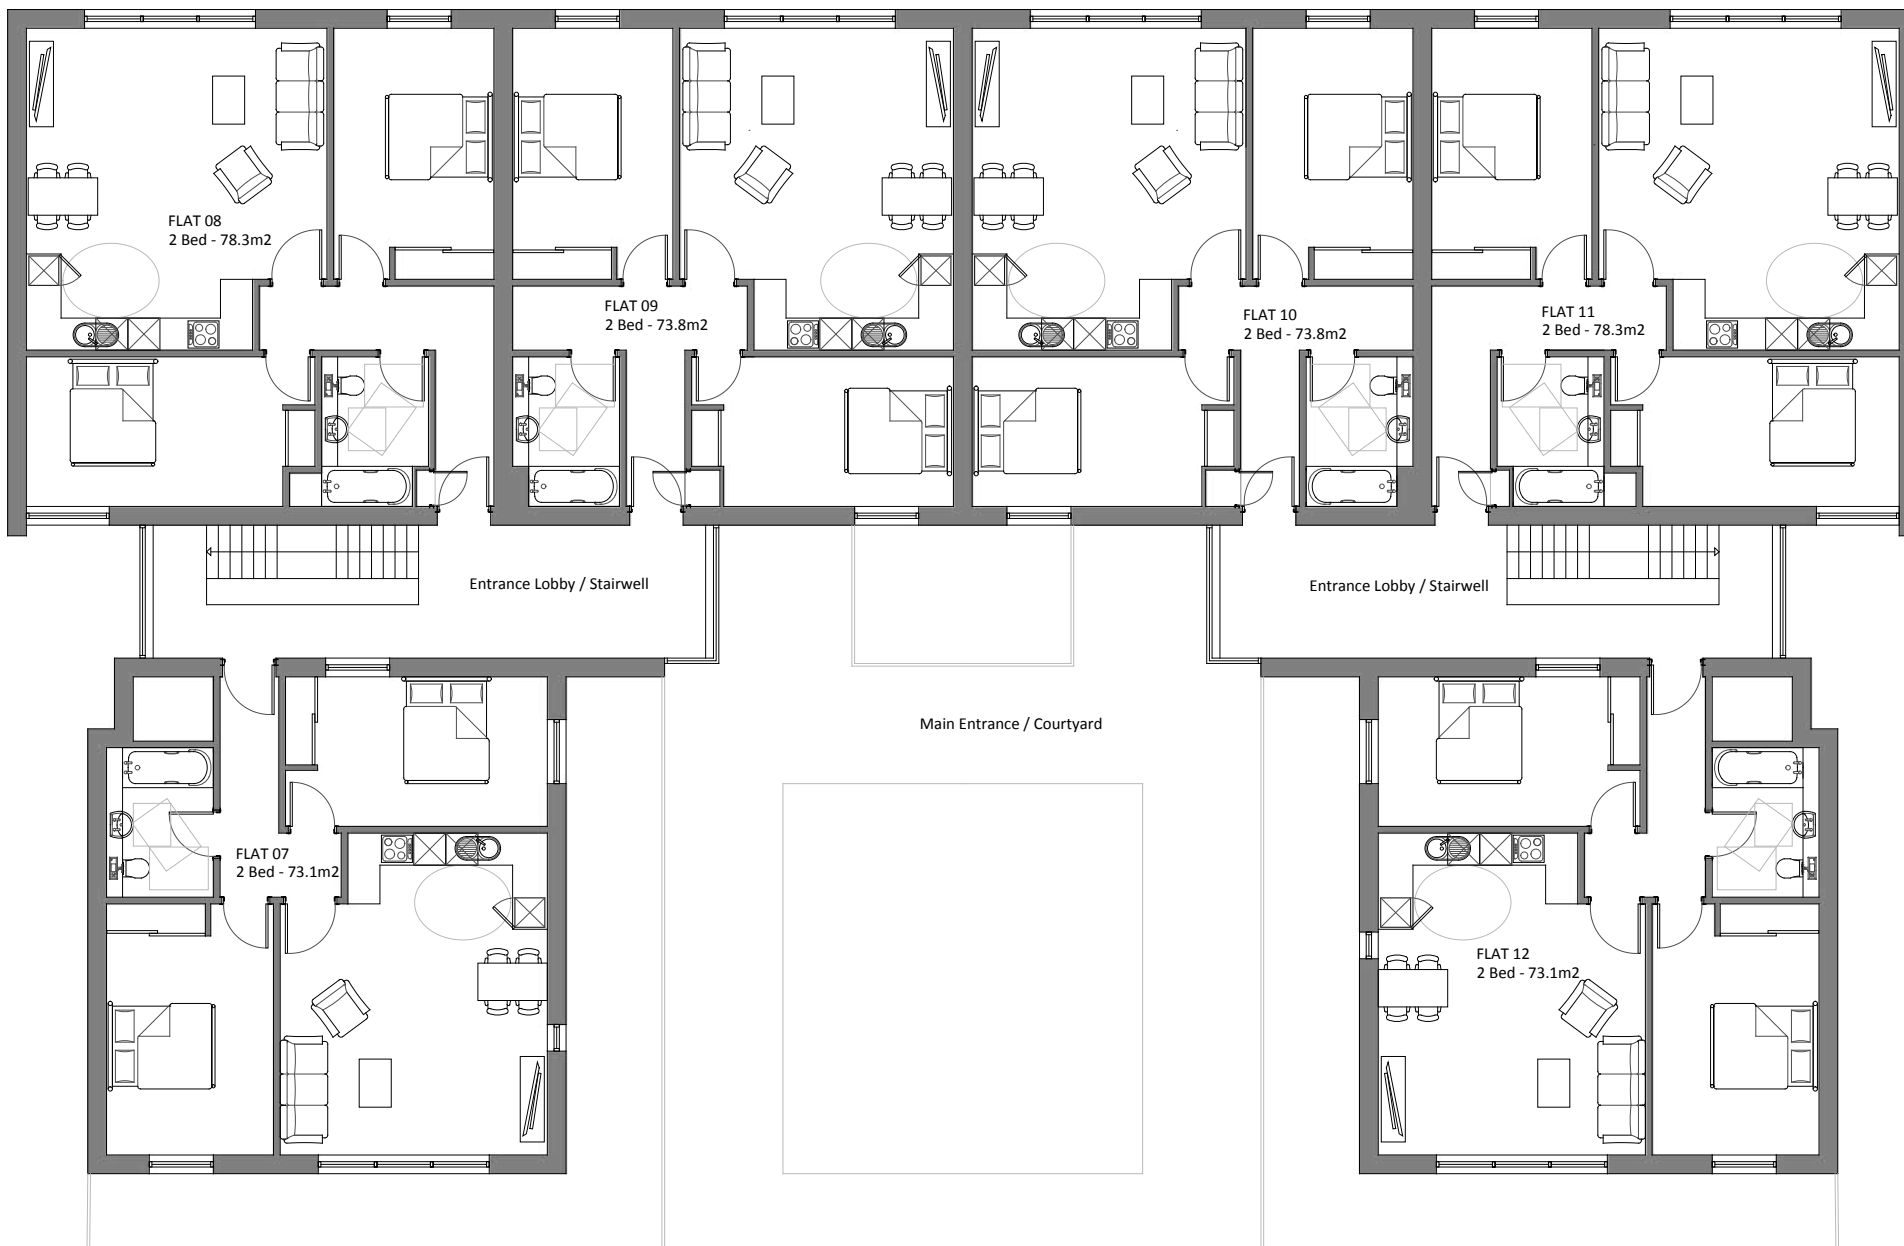 FLAT 08
2 Bed - 78.3m2
FLAT 09
2 Bed - 73.8m2
FLAT 10
2 Bed - 73.8m2
FLAT 11
2 Bed - 78.3m2
Entrance Lobby / Stairwell
Entrance Lobby / Stairwell
Main Entrance / Courtyard
FLAT 07
2 Bed - 73.1m2
FLAT 12
2 Bed - 73.1m2